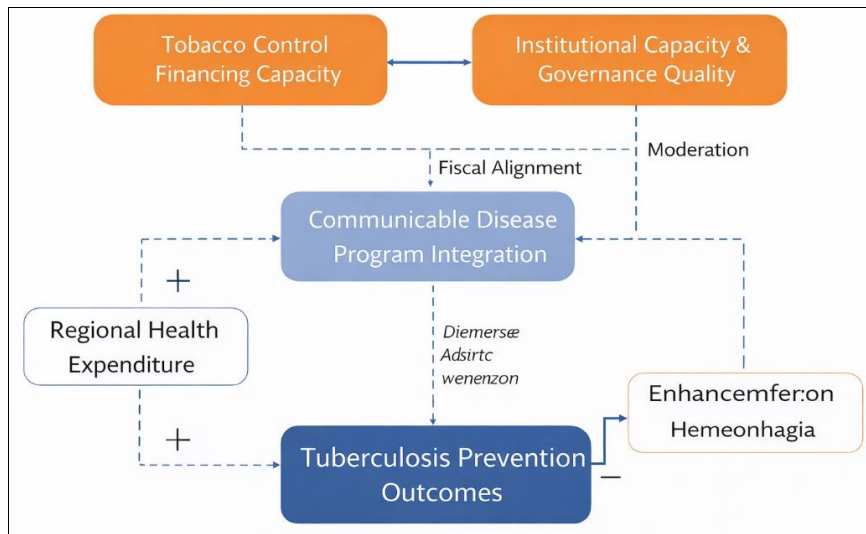 Tobacco Control
Financing Capacity
Institutional Capacity &
Governance Quality
Moderation
Fiscal Alignment
Communicable Disease
Program Integration
+
Regional Health
Expenditure
Diemersæ
Adsirtc
wenenzon
Enhancemfer:on
Hemeonhagia
+
Tuberculosis Prevention
Outcomes
−